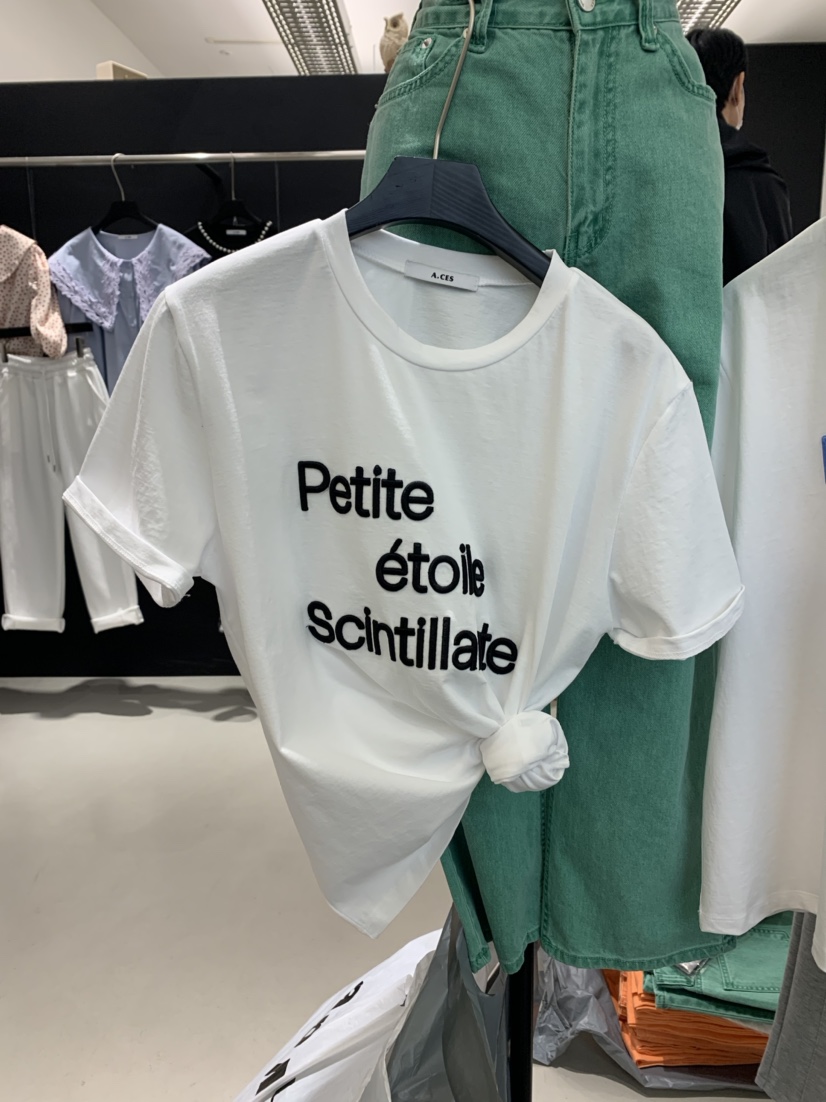 A.CES
Petite
étoile
Scintillate